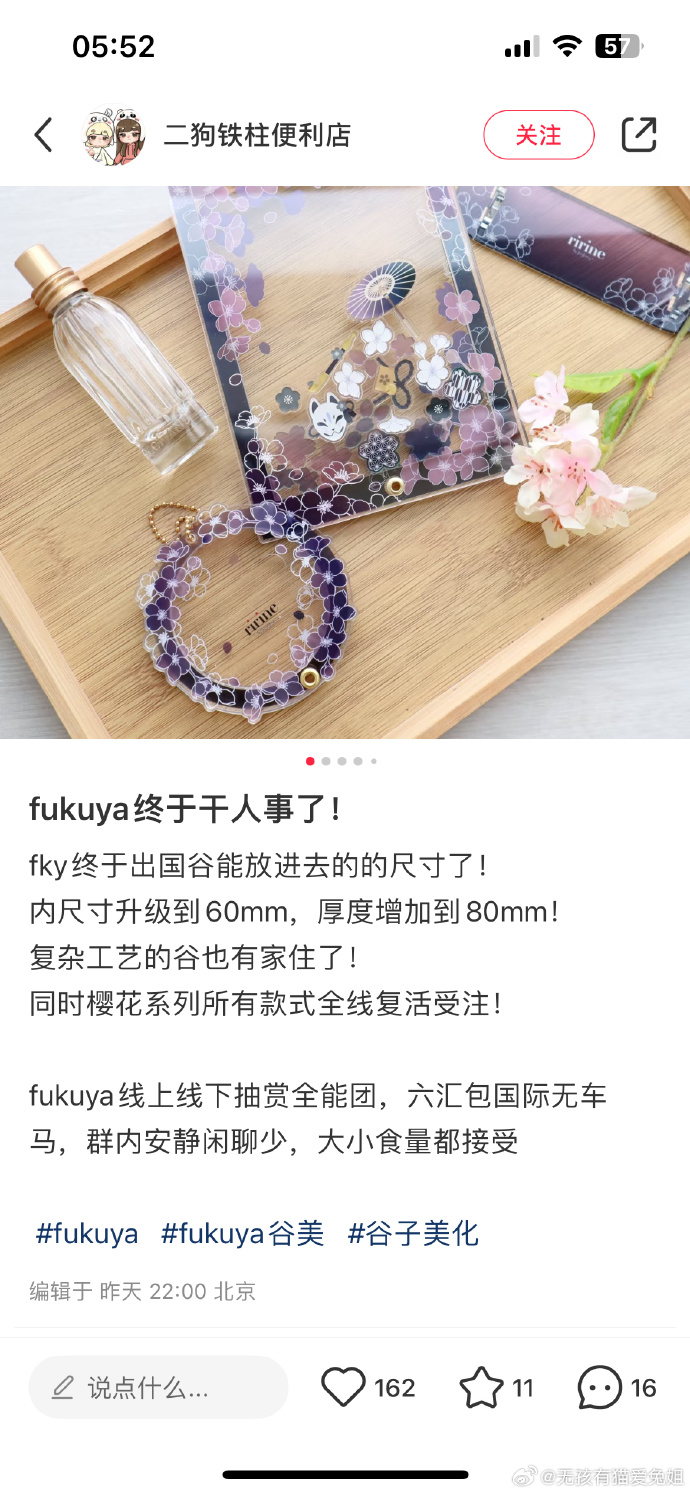 05:52
57
二狗铁柱便利店
关注
ririne
ririne
fukuya终于干人事了！
fky终于出国谷能放进去的的尺寸了！
内尺寸升级到60mm，厚度增加到80mm！
复杂工艺的谷也有家住了！
同时樱花系列所有款式全线复活受注！
fukuya线上线下抽赏全能团，六汇包国际无车
马，群内安静闲聊少，大小食量都接受
#fukuya #fukuya谷美 #谷子美化
编辑于 昨天 22:00 北京
说点什么...
162
11
16
@无孩有猫爱兔姐